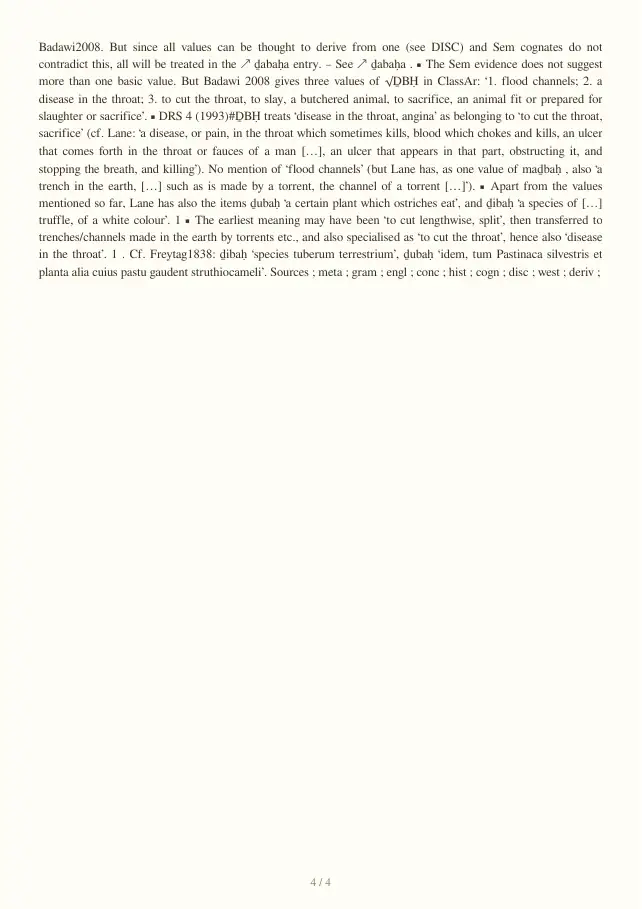 Badawi2008. But since all values can be thought to derive from one (see DISC) and Sem cognates do not
contradict this, all will be treated in the ↗ ḏabaḥa entry. – See ↗ ḏabaḥa . ▪ The Sem evidence does not suggest
more than one basic value. But Badawi 2008 gives three values of √ḎBḤ in ClassAr: ‘1. flood channels; 2. a
disease in the throat; 3. to cut the throat, to slay, a butchered animal, to sacrifice, an animal fit or prepared for
slaughter or sacrifice’. ▪ DRS 4 (1993)#ḎBḤ treats ‘disease in the throat, angina’ as belonging to ‘to cut the throat,
sacrifice’ (cf. Lane: ‘a disease, or pain, in the throat which sometimes kills, blood which chokes and kills, an ulcer
that comes forth in the throat or fauces of a man […], an ulcer that appears in that part, obstructing it, and
stopping the breath, and killing’). No mention of ‘flood channels’ (but Lane has, as one value of maḏbaḥ , also ‘a
trench in the earth, […] such as is made by a torrent, the channel of a torrent […]’). ▪ Apart from the values
mentioned so far, Lane has also the items ḏubaḥ ‘a certain plant which ostriches eat’, and ḏibaḥ ‘a species of […]
truffle, of a white colour’. 1 ▪ The earliest meaning may have been ‘to cut lengthwise, split’, then transferred to
trenches/channels made in the earth by torrents etc., and also specialised as ‘to cut the throat’, hence also ‘disease
in the throat’. 1 . Cf. Freytag1838: ḏibaḥ ‘species tuberum terrestrium’, ḏubaḥ ‘idem, tum Pastinaca silvestris et
planta alia cuius pastu gaudent struthiocameli’. Sources ; meta ; gram ; engl ; conc ; hist ; cogn ; disc ; west ; deriv ;
4 / 4